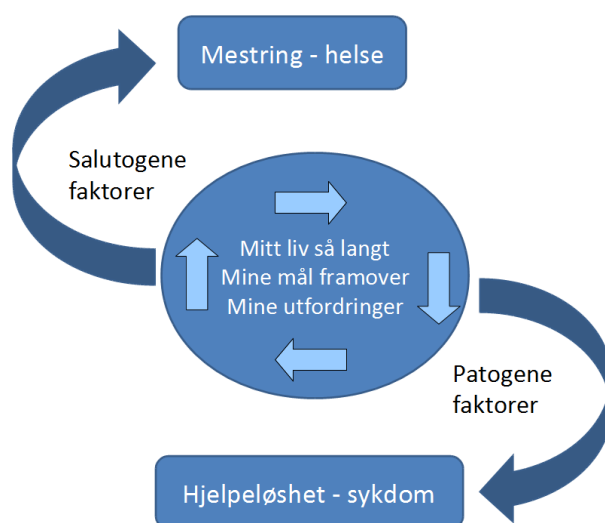 Mestring - helse
Salutogene
faktorer
Mitt liv så langt
Mine mål framover
Mine utfordringer
Patogene
faktorer
Hjelpeløshet - sykdom